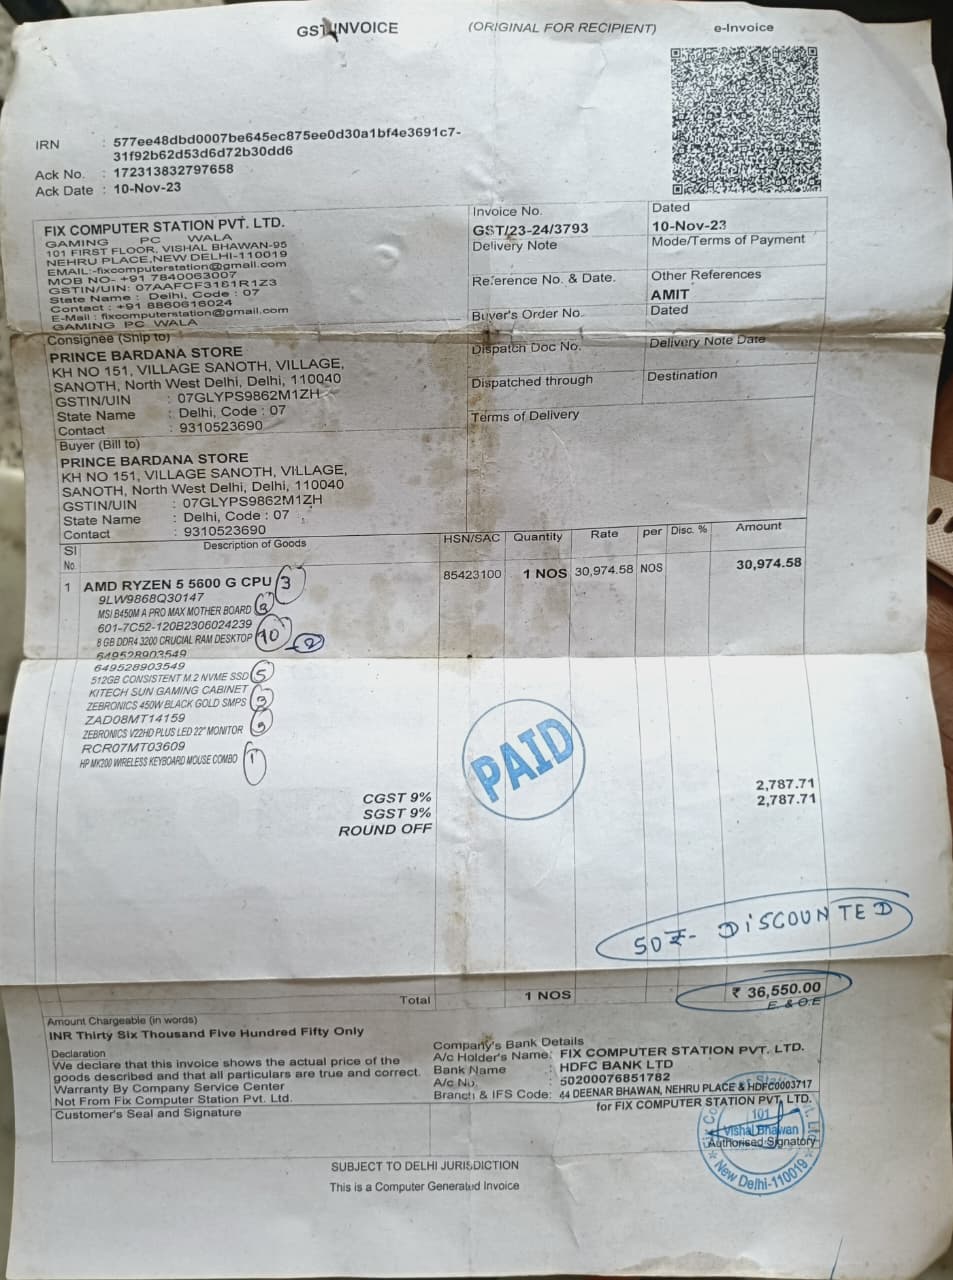 GST INVOICE
(ORIGINAL FOR RECIPIENT)
e-Invoice
IRN : 577ee48dbd0007be645ec875ee0d30a1bf4e3691c7-
31f92b62d53d6d72b30dd6
Ack No. : 172313832797658
Ack Date : 10-Nov-23
FIX COMPUTER STATION PVT. LTD.
GAMING PC WALA
101 FIRST FLOOR, VISHAL BHAWAN-95
NEHRU PLACE,NEW DELHI-110019
EMAIL:-fixcomputerstation@gmail.com
MOB NO- +91 7840063007
GSTIN/UIN: 07AAFCF3161R1Z3
State Name : Delhi, Code : 07
Contact : +91 8860616024
E-Mail : fixcomputerstation@gmail.com
GAMING PC WALA
Invoice No.
GST/23-24/3793
Dated
10-Nov-23
Delivery Note
Mode/Terms of Payment
Reference No. & Date.
Other References
AMIT
Buyer's Order No.
Dated
Dispatch Doc No.
Delivery Note Date
Dispatched through
Destination
Terms of Delivery
Consignee (Ship to)
PRINCE BARDANA STORE
KH NO 151, VILLAGE SANOTH, VILLAGE,
SANOTH, North West Delhi, Delhi, 110040
GSTIN/UIN : 07GLYPS9862M1ZH
State Name : Delhi, Code : 07
Contact : 9310523690
Buyer (Bill to)
PRINCE BARDANA STORE
KH NO 151, VILLAGE SANOTH, VILLAGE,
SANOTH, North West Delhi, Delhi, 110040
GSTIN/UIN : 07GLYPS9862M1ZH
State Name : Delhi, Code : 07
Contact : 9310523690
Sl No. Description of Goods HSN/SAC Quantity Rate per Disc. % Amount
1 AMD RYZEN 5 5600 G CPU 3 85423100 1 NOS 30,974.58 NOS 30,974.58
9LW9868Q30147
MSI B450M A PRO MAX MOTHER BOARD 3
601-7C52-120B2306024239
8 GB DDR4 3200 CRUCIAL RAM DESKTOP 10
649528903549
649528903549
512GB CONSISTENT M.2 NVME SSD 5
KITECH SUN GAMING CABINET
ZEBRONICS 450W BLACK GOLD SMPS 3
ZAD08MT14159
ZEBRONICS V22HD PLUS LED 22" MONITOR
RCR07MT03609
HP MK200 WIRELESS KEYBOARD MOUSE COMBO 1
PAID
CGST 9% 2,787.71
SGST 9% 2,787.71
ROUND OFF
50₹- DISCOUNTED
Total 1 NOS ₹ 36,550.00
E. & O.E
Amount Chargeable (in words)
INR Thirty Six Thousand Five Hundred Fifty Only
Declaration
We declare that this invoice shows the actual price of the
goods described and that all particulars are true and correct.
Warranty By Company Service Center
Not From Fix Computer Station Pvt. Ltd.
Company's Bank Details
A/c Holder's Name: FIX COMPUTER STATION PVT. LTD.
Bank Name : HDFC BANK LTD
A/c No. : 50200076851782
Branch & IFS Code: 44 DEENAR BHAWAN, NEHRU PLACE & HDFC0003717
Customer's Seal and Signature
for FIX COMPUTER STATION PVT. LTD.
101
Vishal Bhawan
New Delhi-110019
Authorised Signatory
SUBJECT TO DELHI JURISDICTION
This is a Computer Generated Invoice